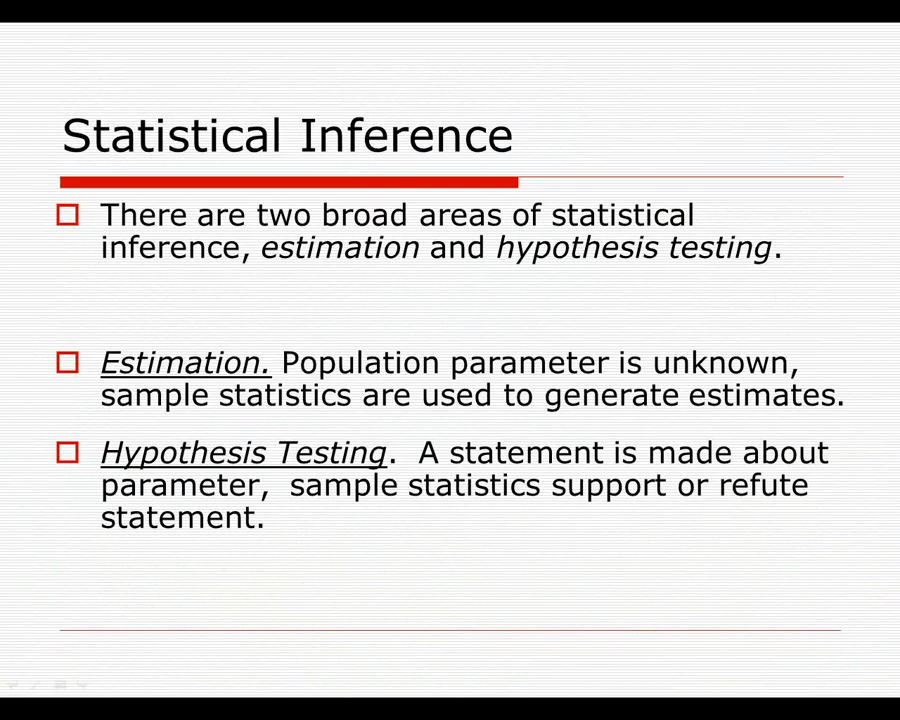 Statistical Inference
There are two broad areas of statistical
inference, estimation and hypothesis testing.
Estimation. Population parameter is unknown,
sample statistics are used to generate estimates.
Hypothesis Testing.  A statement is made about
parameter,  sample statistics support or refute
statement.